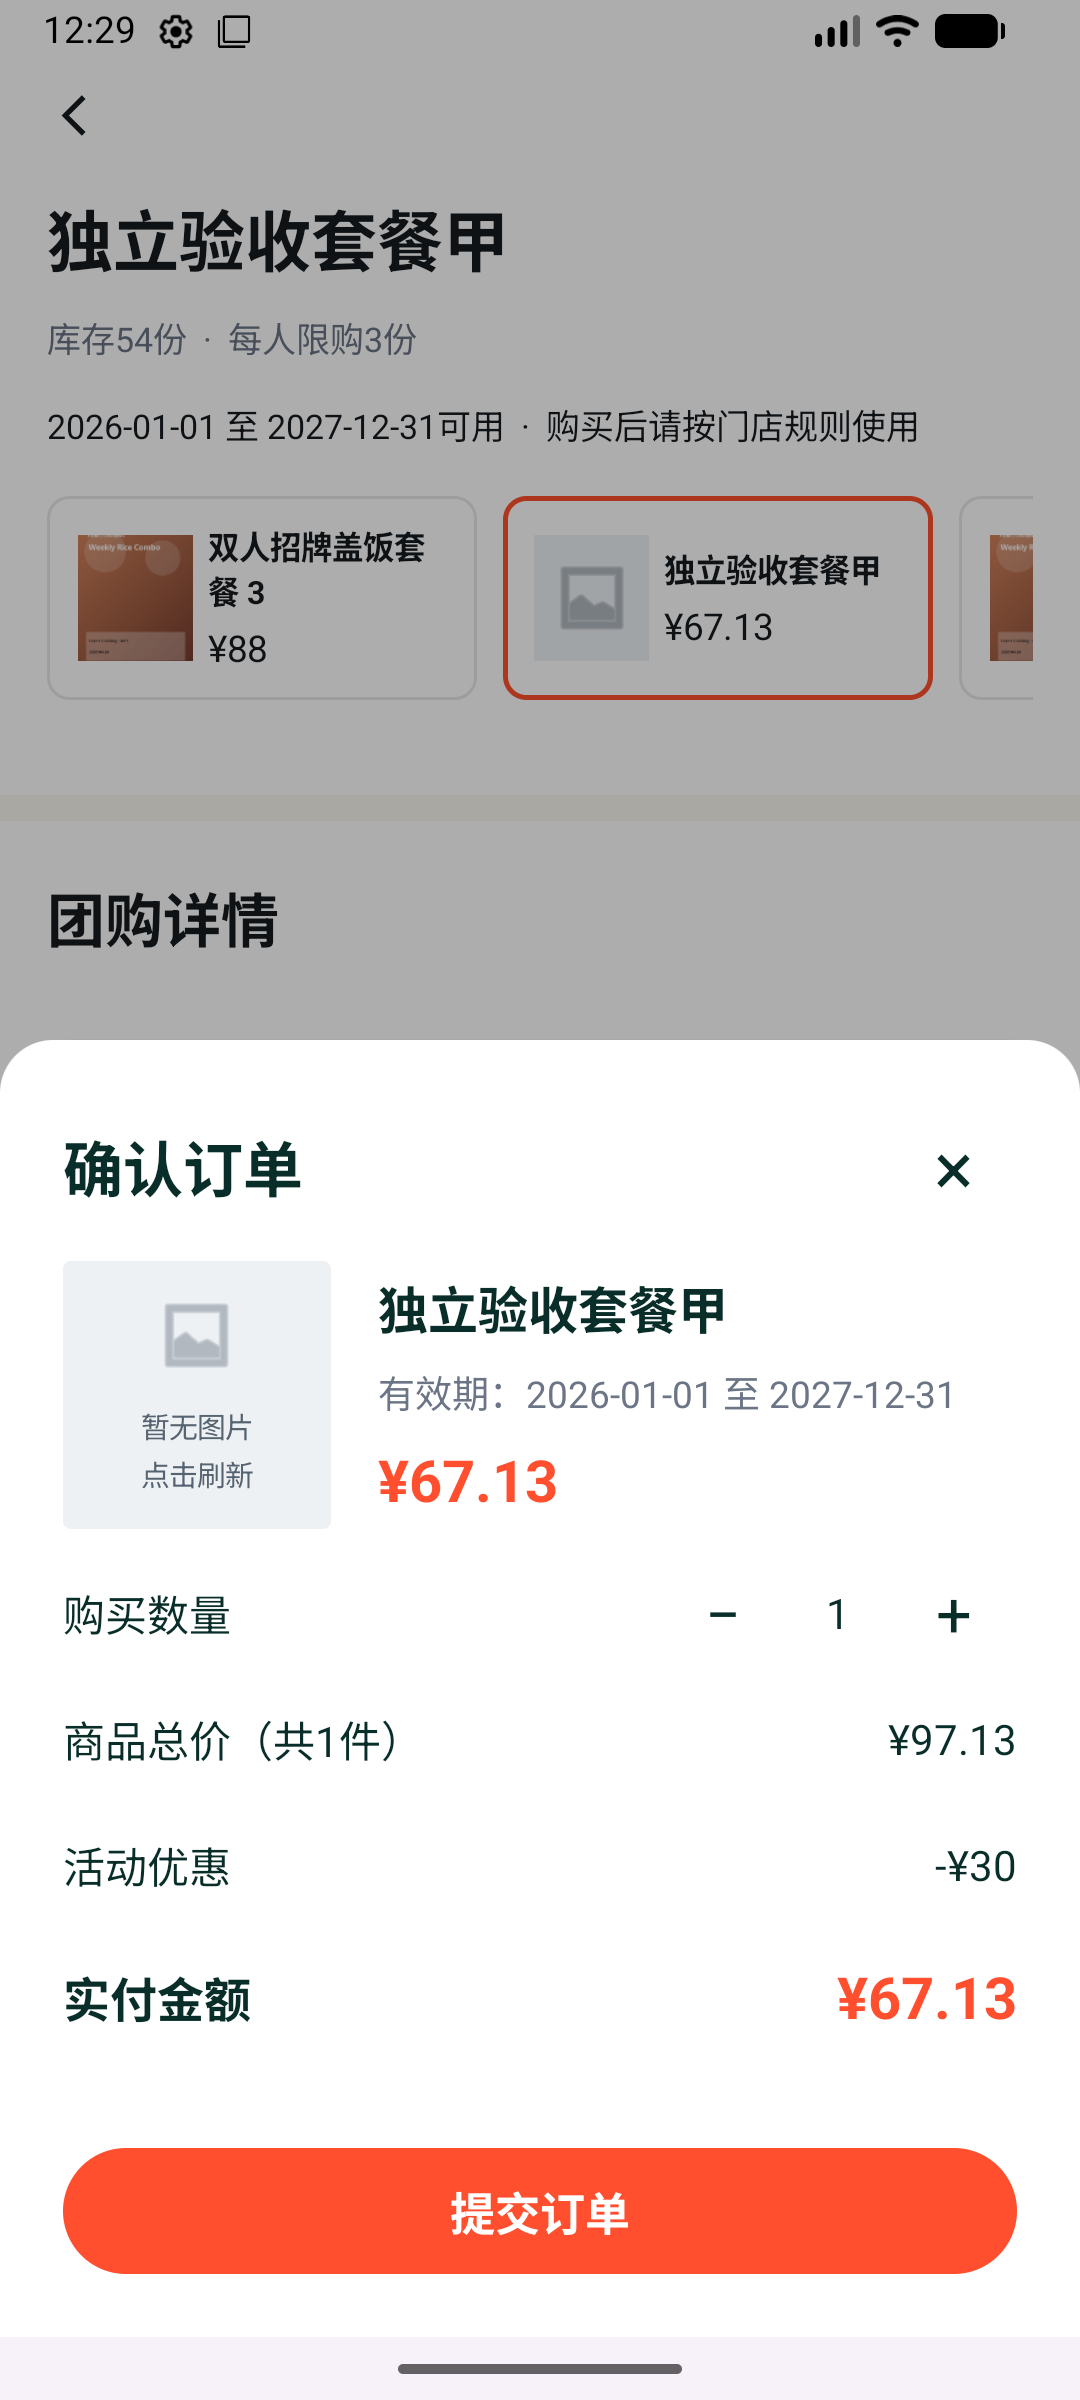 12:29
独立验收套餐甲
库存54份 · 每人限购3份
2026-01-01 至 2027-12-31可用 · 购买后请按门店规则使用
Weekly Rice Combo
双人招牌盖饭套
餐 3
¥88
独立验收套餐甲
¥67.13
Weekly R
团购详情
确认订单
暂无图片
点击刷新
独立验收套餐甲
有效期：2026-01-01 至 2027-12-31
¥67.13
购买数量
− 1 +
商品总价（共1件）
¥97.13
活动优惠
-¥30
实付金额
¥67.13
提交订单